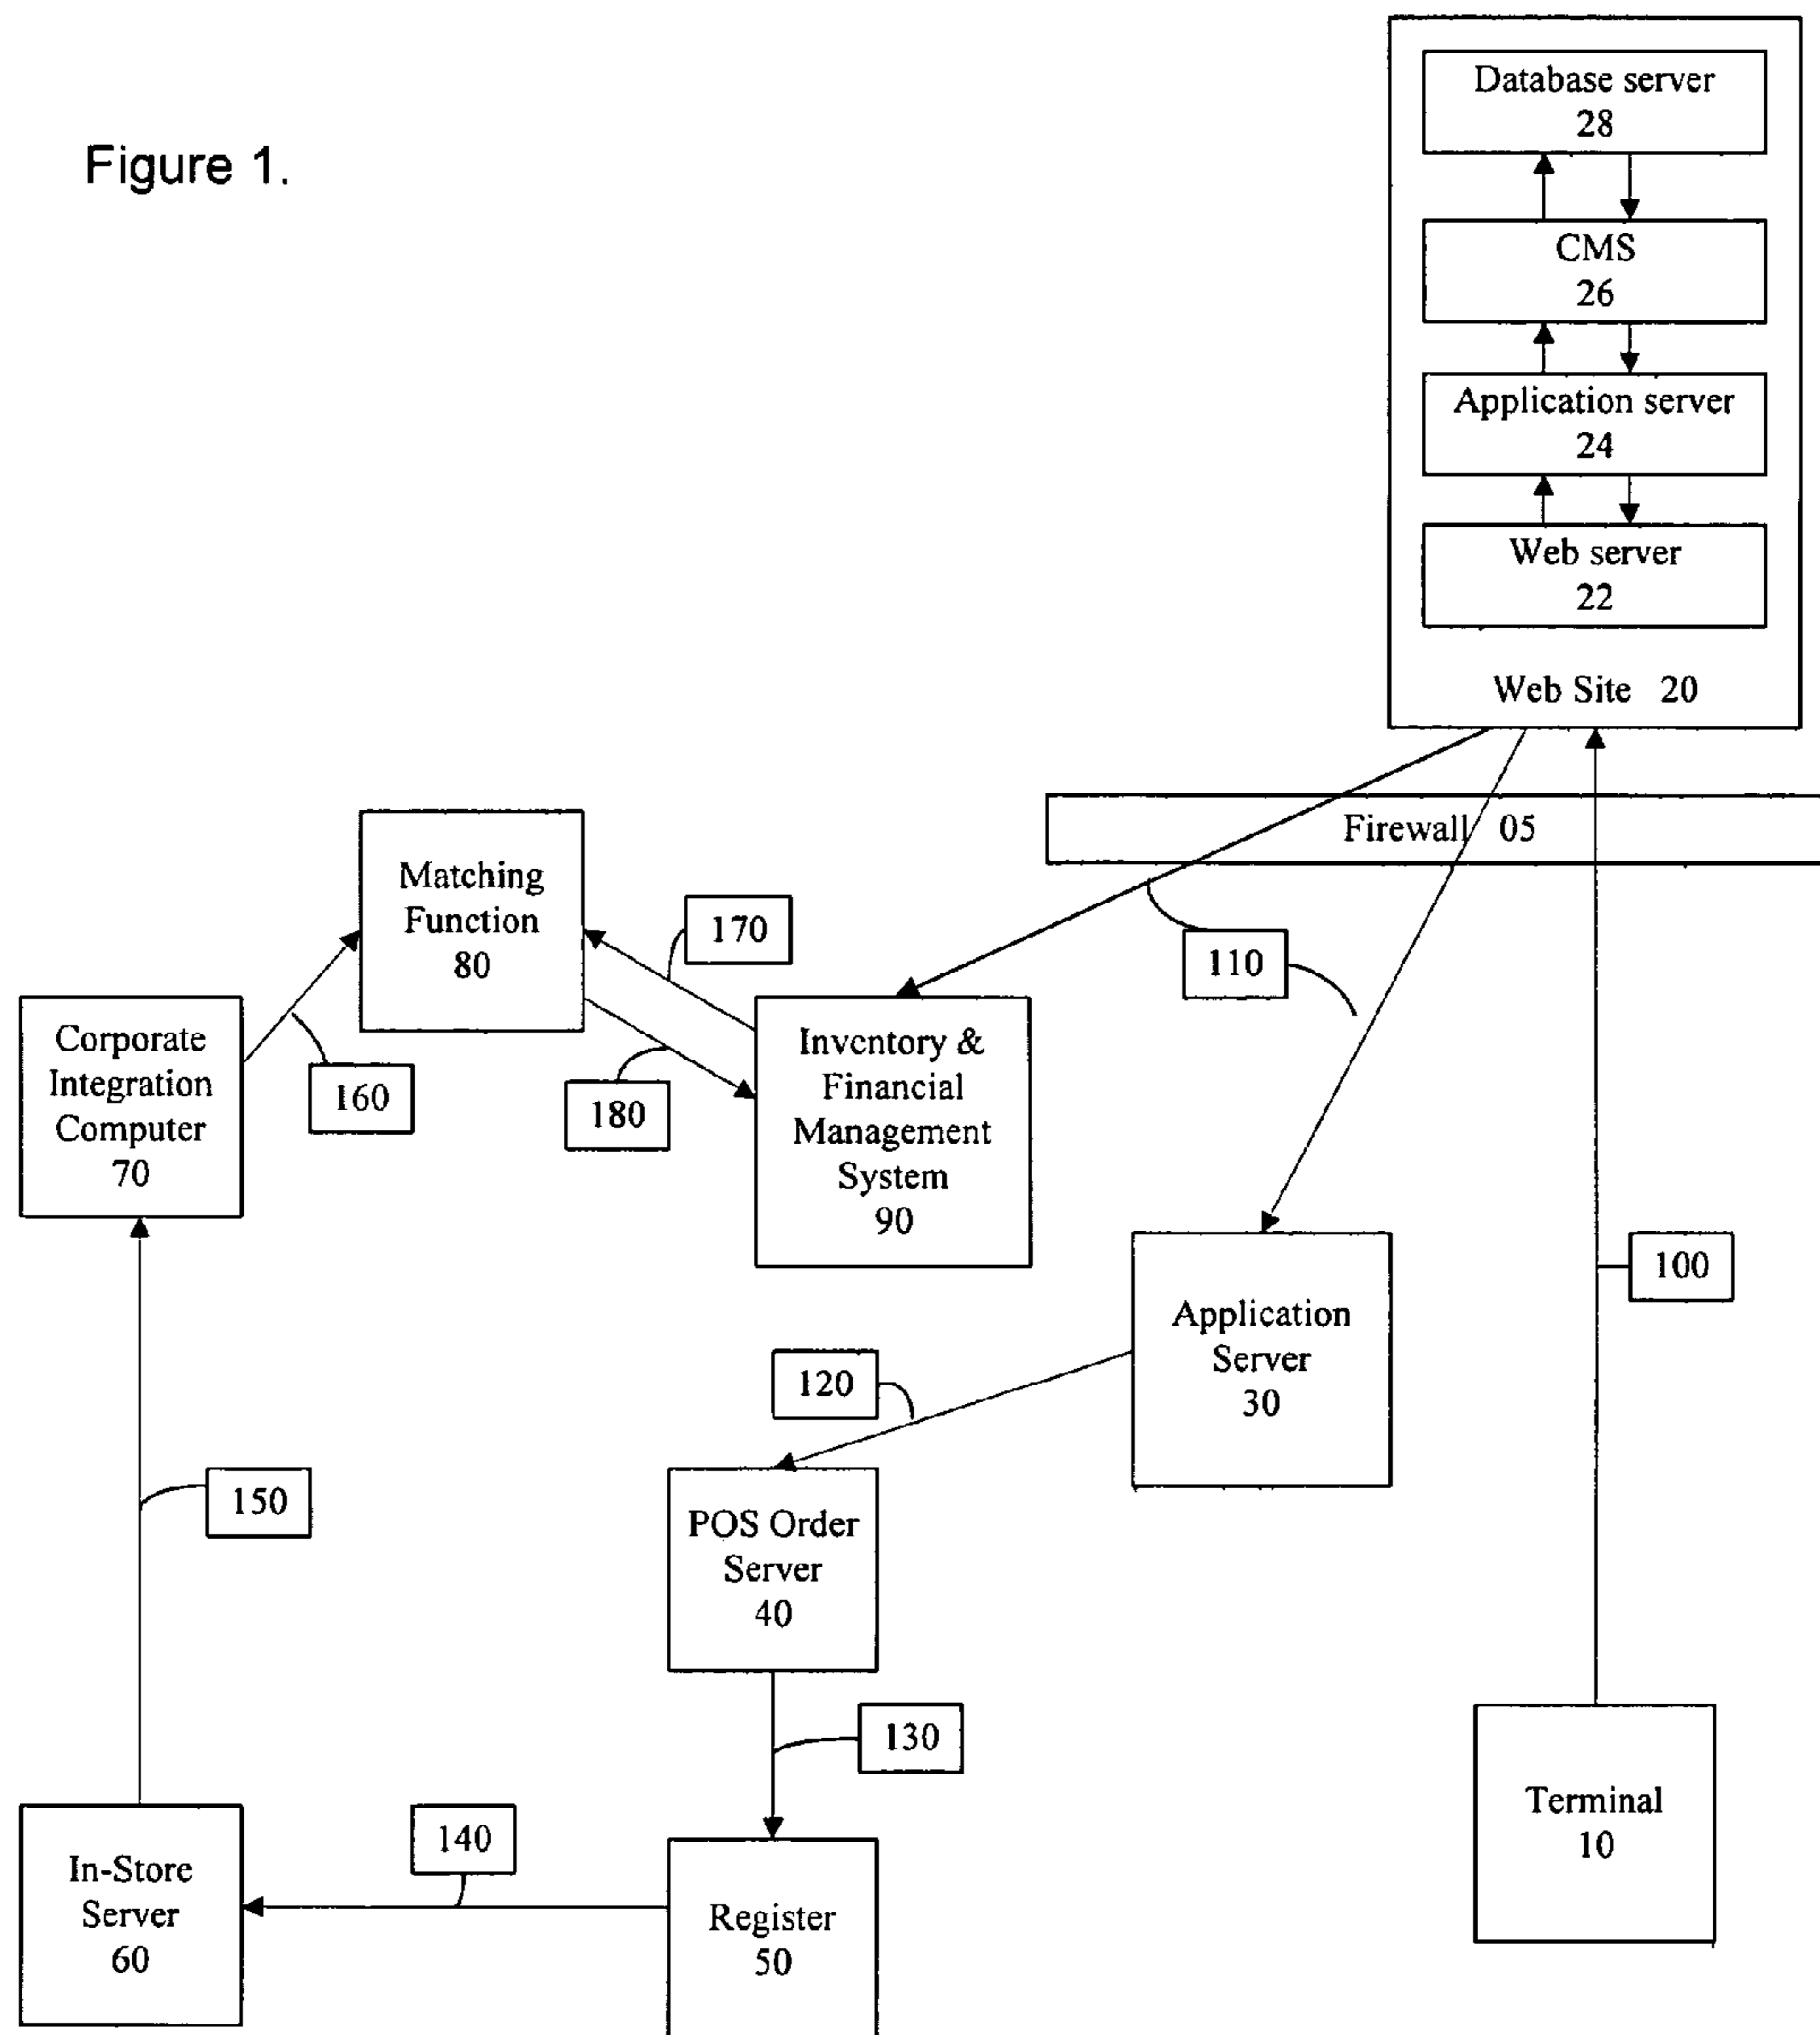 Figure 1.
Database server
28
CMS
26
Application server
24
Web server
22
Web Site 20
Firewall 05
Matching
Function
80
170
110
Corporate
Integration
Computer
70
160
180
Inventory &
Financial
Management
System
90
100
Application
Server
30
120
150
POS Order
Server
40
130
Terminal
10
140
In-Store
Server
60
Register
50